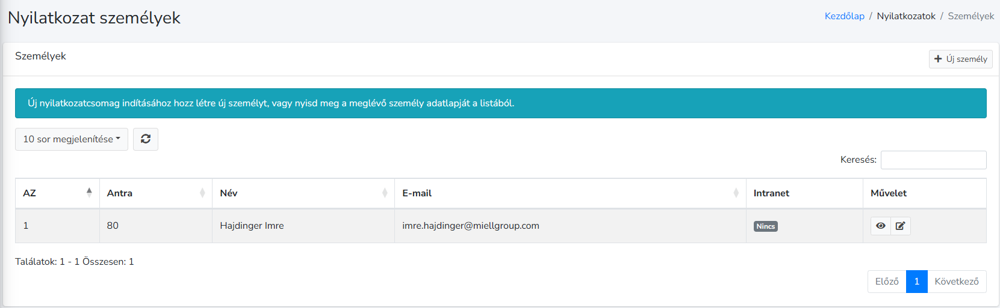 Nyilatkozat személyek
Kezdőlap / Nyilatkozatok / Személyek
Személyek
Új személy
Új nyilatkozatcsomag indításához hozz létre új személyt, vagy nyisd meg a meglévő személy adatlapját a listából.
10 sor megjelenítése
Keresés:
AZ Antra Név E-mail Intranet Művelet
1 80 Hajdinger Imre imre.hajdinger@miellgroup.com Nincs
Találatok: 1 - 1 Összesen: 1
Előző 1 Következő